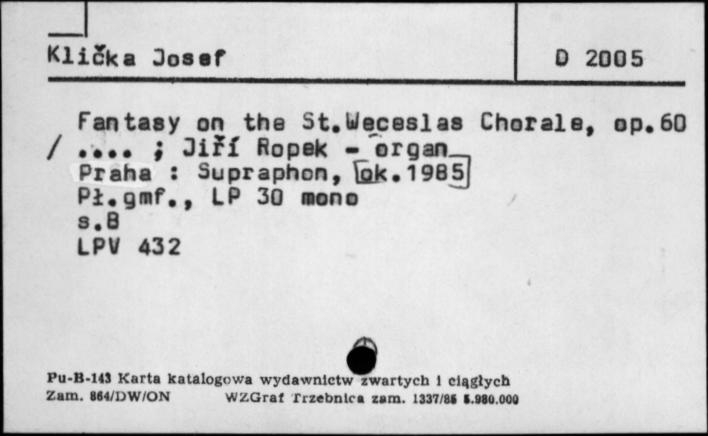 Klička Josef
D 2005
Fantasy on the St.Weceslas Chorale, op.60
/ .... ; Jiří Ropek - organ
Praha : Supraphon, [ok.1985]
Pł.gmf., LP 30 mono
s.B
LPV 432
Pu-B-143 Karta katalogowa wydawnictw zwartych i ciągłych
Zam. 864/DW/ON WZGraf Trzebnica zam. 1337/86 5.980.000